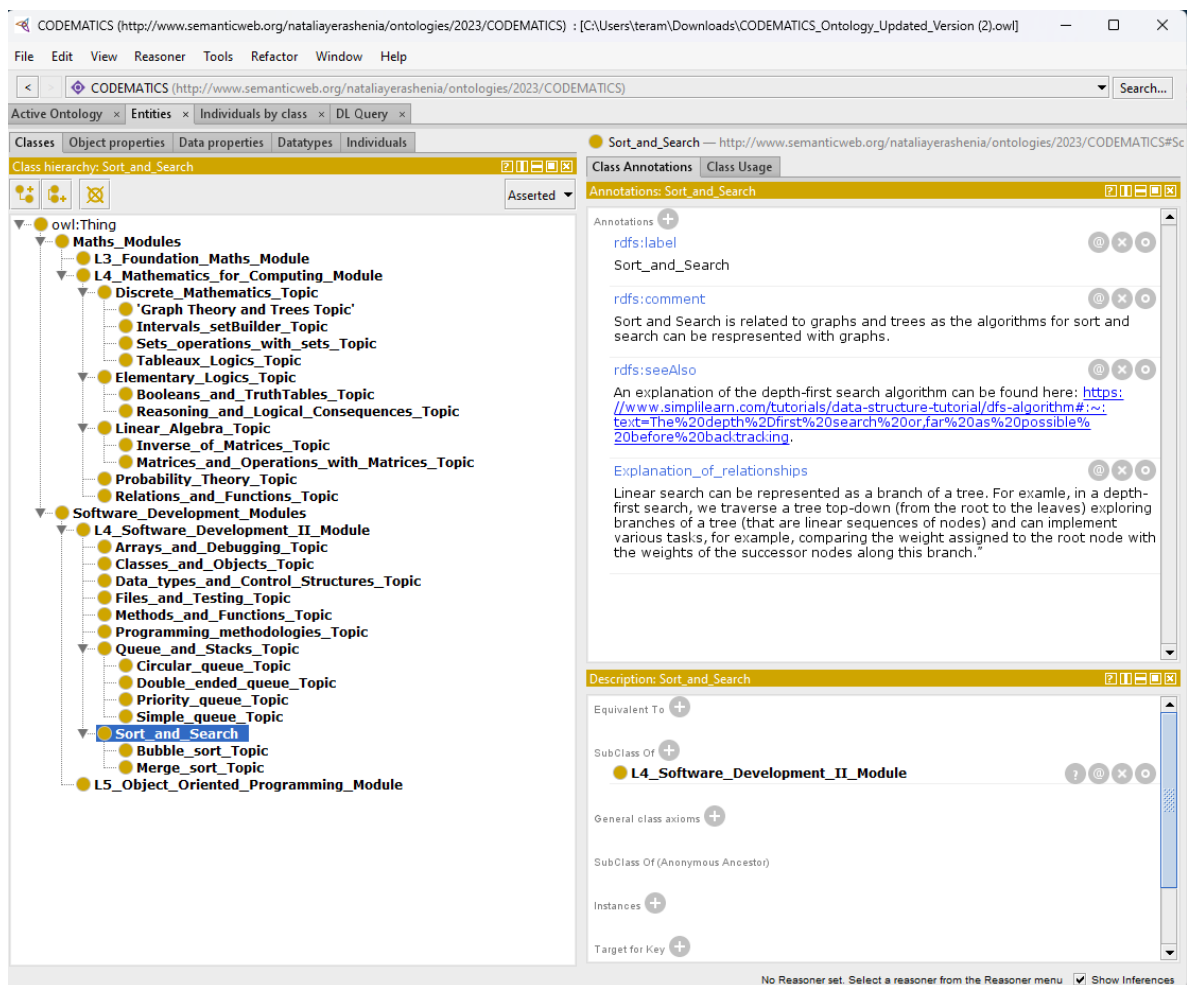 CODEMATICS (http://www.semanticweb.org/nataliayerashenia/ontologies/2023/CODEMATICS) : [C:\Users\teram\Downloads\CODEMATICS_Ontology_Updated_Version (2).owl]
File Edit View Reasoner Tools Refactor Window Help
< > CODEMATICS (http://www.semanticweb.org/nataliayerashenia/ontologies/2023/CODEMATICS) Search...
Active Ontology × Entities × Individuals by class × DL Query ×
Classes Object properties Data properties Datatypes Individuals
Class hierarchy: Sort_and_Search
Asserted
owl:Thing
Maths_Modules
L3_Foundation_Maths_Module
L4_Mathematics_for_Computing_Module
Discrete_Mathematics_Topic
'Graph Theory and Trees Topic'
Intervals_setBuilder_Topic
Sets_operations_with_sets_Topic
Tableaux_Logics_Topic
Elementary_Logics_Topic
Booleans_and_TruthTables_Topic
Reasoning_and_Logical_Consequences_Topic
Linear_Algebra_Topic
Inverse_of_Matrices_Topic
Matrices_and_Operations_with_Matrices_Topic
Probability_Theory_Topic
Relations_and_Functions_Topic
Software_Development_Modules
L4_Software_Development_II_Module
Arrays_and_Debugging_Topic
Classes_and_Objects_Topic
Data_types_and_Control_Structures_Topic
Files_and_Testing_Topic
Methods_and_Functions_Topic
Programming_methodologies_Topic
Queue_and_Stacks_Topic
Circular_queue_Topic
Double_ended_queue_Topic
Priority_queue_Topic
Simple_queue_Topic
Sort_and_Search
Bubble_sort_Topic
Merge_sort_Topic
L5_Object_Oriented_Programming_Module
Sort_and_Search — http://www.semanticweb.org/nataliayerashenia/ontologies/2023/CODEMATICS#Sc
Class Annotations Class Usage
Annotations: Sort_and_Search
Annotations
rdfs:label
Sort_and_Search
rdfs:comment
Sort and Search is related to graphs and trees as the algorithms for sort and
search can be respresented with graphs.
rdfs:seeAlso
An explanation of the depth-first search algorithm can be found here: https:
//www.simplilearn.com/tutorials/data-structure-tutorial/dfs-algorithm#:~:
text=The%20depth%2Dfirst%20search%20or,far%20as%20possible%
20before%20backtracking.
Explanation_of_relationships
Linear search can be represented as a branch of a tree. For examle, in a depth-
first search, we traverse a tree top-down (from the root to the leaves) exploring
branches of a tree (that are linear sequences of nodes) and can implement
various tasks, for example, comparing the weight assigned to the root node with
the weights of the successor nodes along this branch.”
Description: Sort_and_Search
Equivalent To
SubClass Of
L4_Software_Development_II_Module
General class axioms
SubClass Of (Anonymous Ancestor)
Instances
Target for Key
No Reasoner set. Select a reasoner from the Reasoner menu Show Inferences